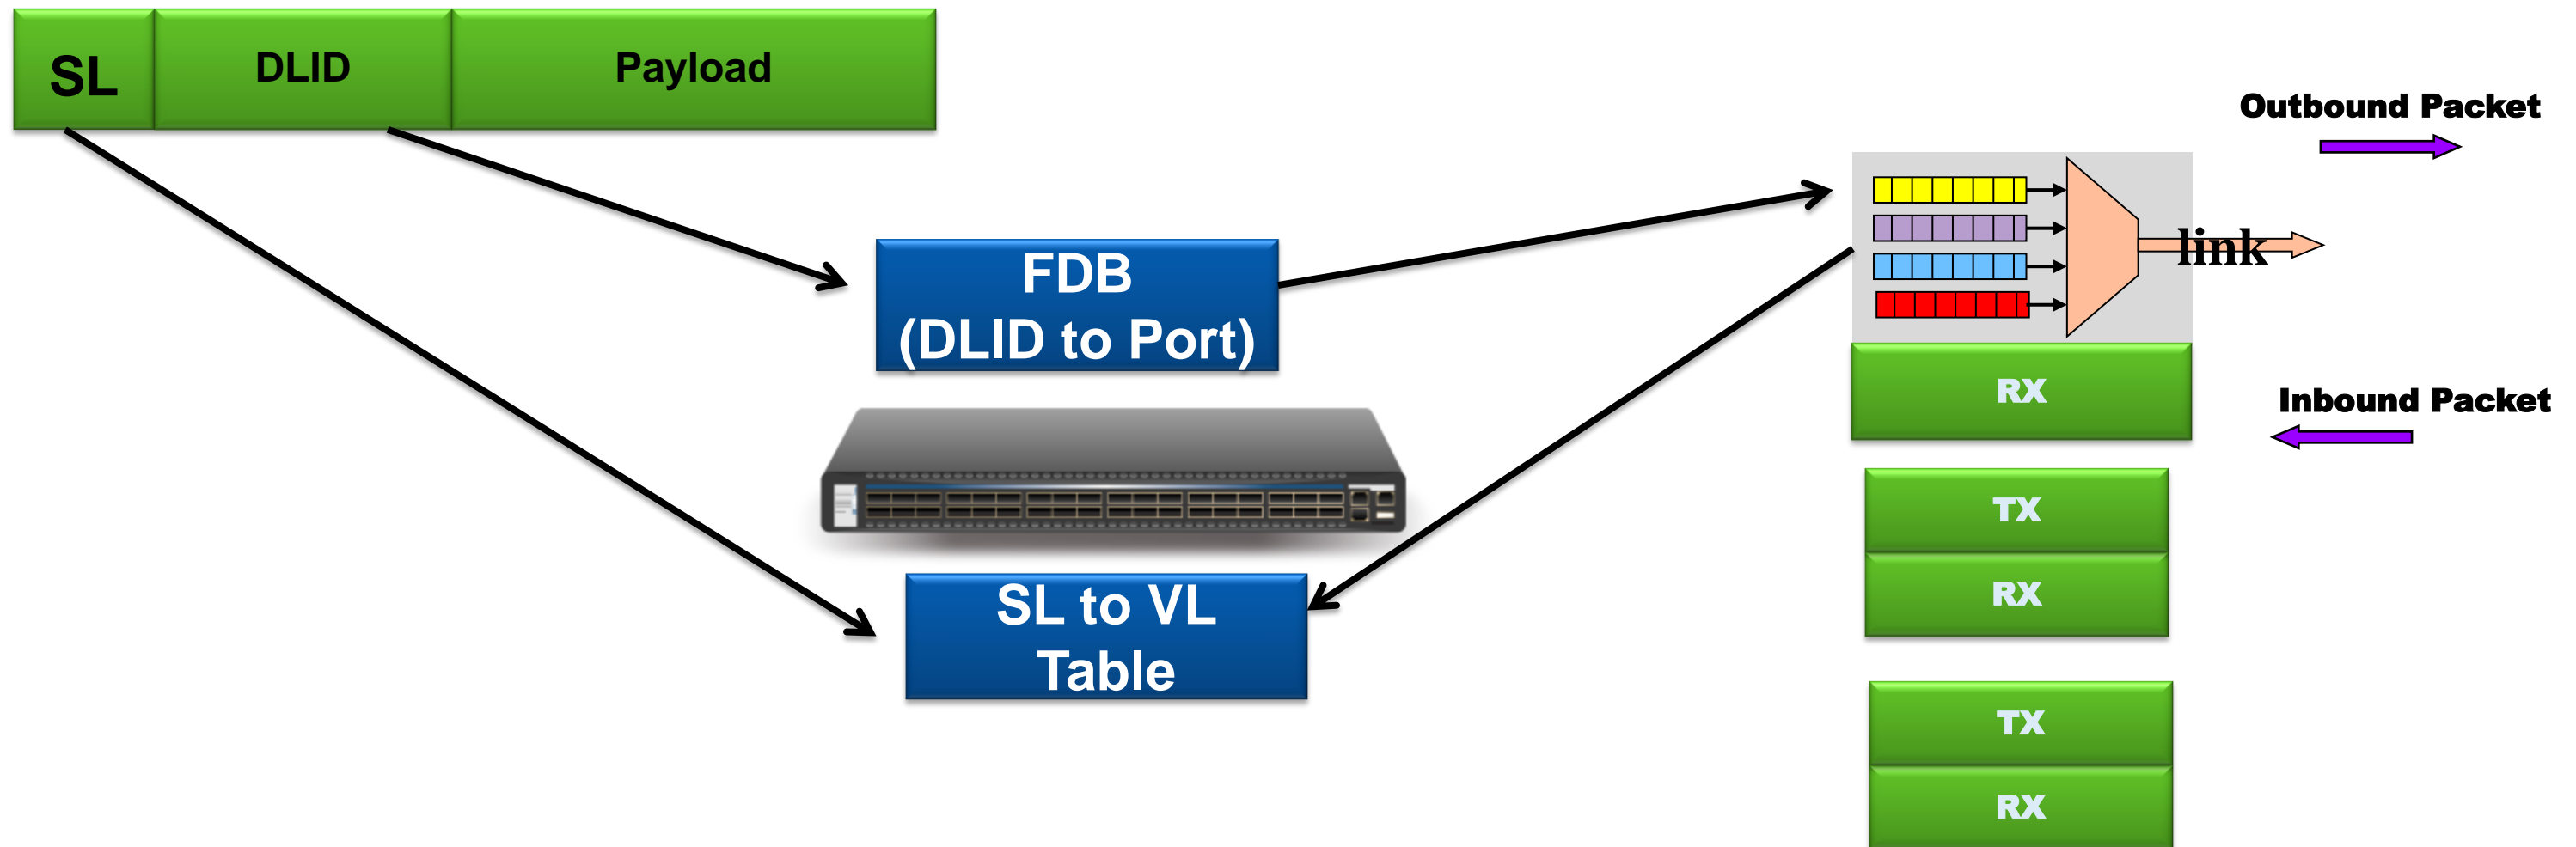 SL
DLID
Payload
Outbound Packet
FDB
(DLID to Port)
link
RX
Inbound Packet
TX
RX
SL to VL
Table
TX
RX